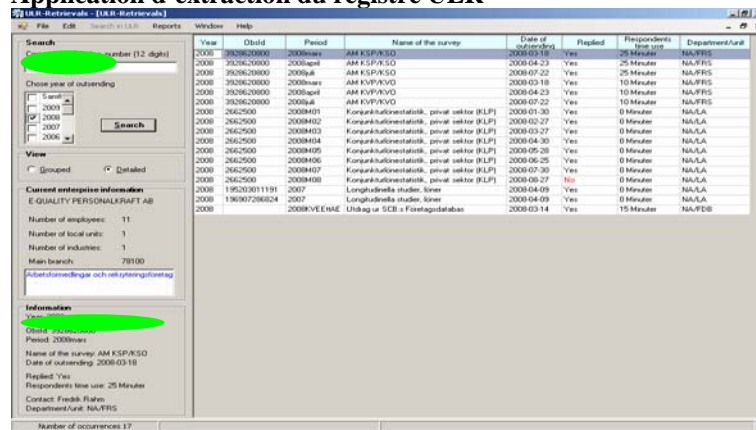 Application d'extraction du registre ULR
ULR-Retrievals - [ULR-Retrievals]
File Edit Search in ULR Reports Window Help
Search
number (12 digits)
Chose year of outsending
2009
2008
2007
2006
Search
View
Grouped Detailed
Current enterprise information
E-QUALITY PERSONALKRAFT AB
Number of employees: 11
Number of local units: 1
Number of industries: 1
Main branch: 78100
Arbetsförmedlingar och rekryteringsföretag
Information
Period: 2008mars
Name of the survey: AM KSP/KSO
Date of outsending: 2008-03-18
Replied: Yes
Respondents time use: 25 Minuter
Contact: Fredrik Rahm
Department/unit: NA/FRS
Year ObsId Period Name of the survey Date of outsending Replied Respondents time use Department/unit
2008 3928620800 2008mars AM KSP/KSO 2008-03-18 Yes 25 Minuter NA/FRS
2008 3928620800 2008april AM KSP/KSO 2008-04-23 Yes 25 Minuter NA/FRS
2008 3928620800 2008juli AM KSP/KSO 2008-07-22 Yes 25 Minuter NA/FRS
2008 3928620800 2008mars AM KVP/KVO 2008-03-18 Yes 10 Minuter NA/FRS
2008 3928620800 2008april AM KVP/KVO 2008-04-23 Yes 10 Minuter NA/FRS
2008 3928620800 2008juli AM KVP/KVO 2008-07-22 Yes 10 Minuter NA/FRS
2008 2662500 2008M01 Konjunkturlönestatistik, privat sektor (KLP) 2008-01-30 Yes 0 Minuter NA/LA
2008 2662500 2008M02 Konjunkturlönestatistik, privat sektor (KLP) 2008-02-27 Yes 0 Minuter NA/LA
2008 2662500 2008M03 Konjunkturlönestatistik, privat sektor (KLP) 2008-03-27 Yes 0 Minuter NA/LA
2008 2662500 2008M04 Konjunkturlönestatistik, privat sektor (KLP) 2008-04-30 Yes 0 Minuter NA/LA
2008 2662500 2008M05 Konjunkturlönestatistik, privat sektor (KLP) 2008-05-28 Yes 0 Minuter NA/LA
2008 2662500 2008M06 Konjunkturlönestatistik, privat sektor (KLP) 2008-06-25 Yes 0 Minuter NA/LA
2008 2662500 2008M07 Konjunkturlönestatistik, privat sektor (KLP) 2008-07-30 Yes 0 Minuter NA/LA
2008 2662500 2008M08 Konjunkturlönestatistik, privat sektor (KLP) 2008-08-27 No 0 Minuter NA/LA
2008 195203011191 2007 Longitudinella studier, löner 2008-04-09 Yes 0 Minuter NA/LA
2008 196907286824 2007 Longitudinella studier, löner 2008-04-09 Yes 0 Minuter NA/LA
2008 2008KVEEHAE Utdrag ur SCB:s Företagsdatabas 2008-03-14 Yes 15 Minuter NA/FDB
Number of occurrences 17